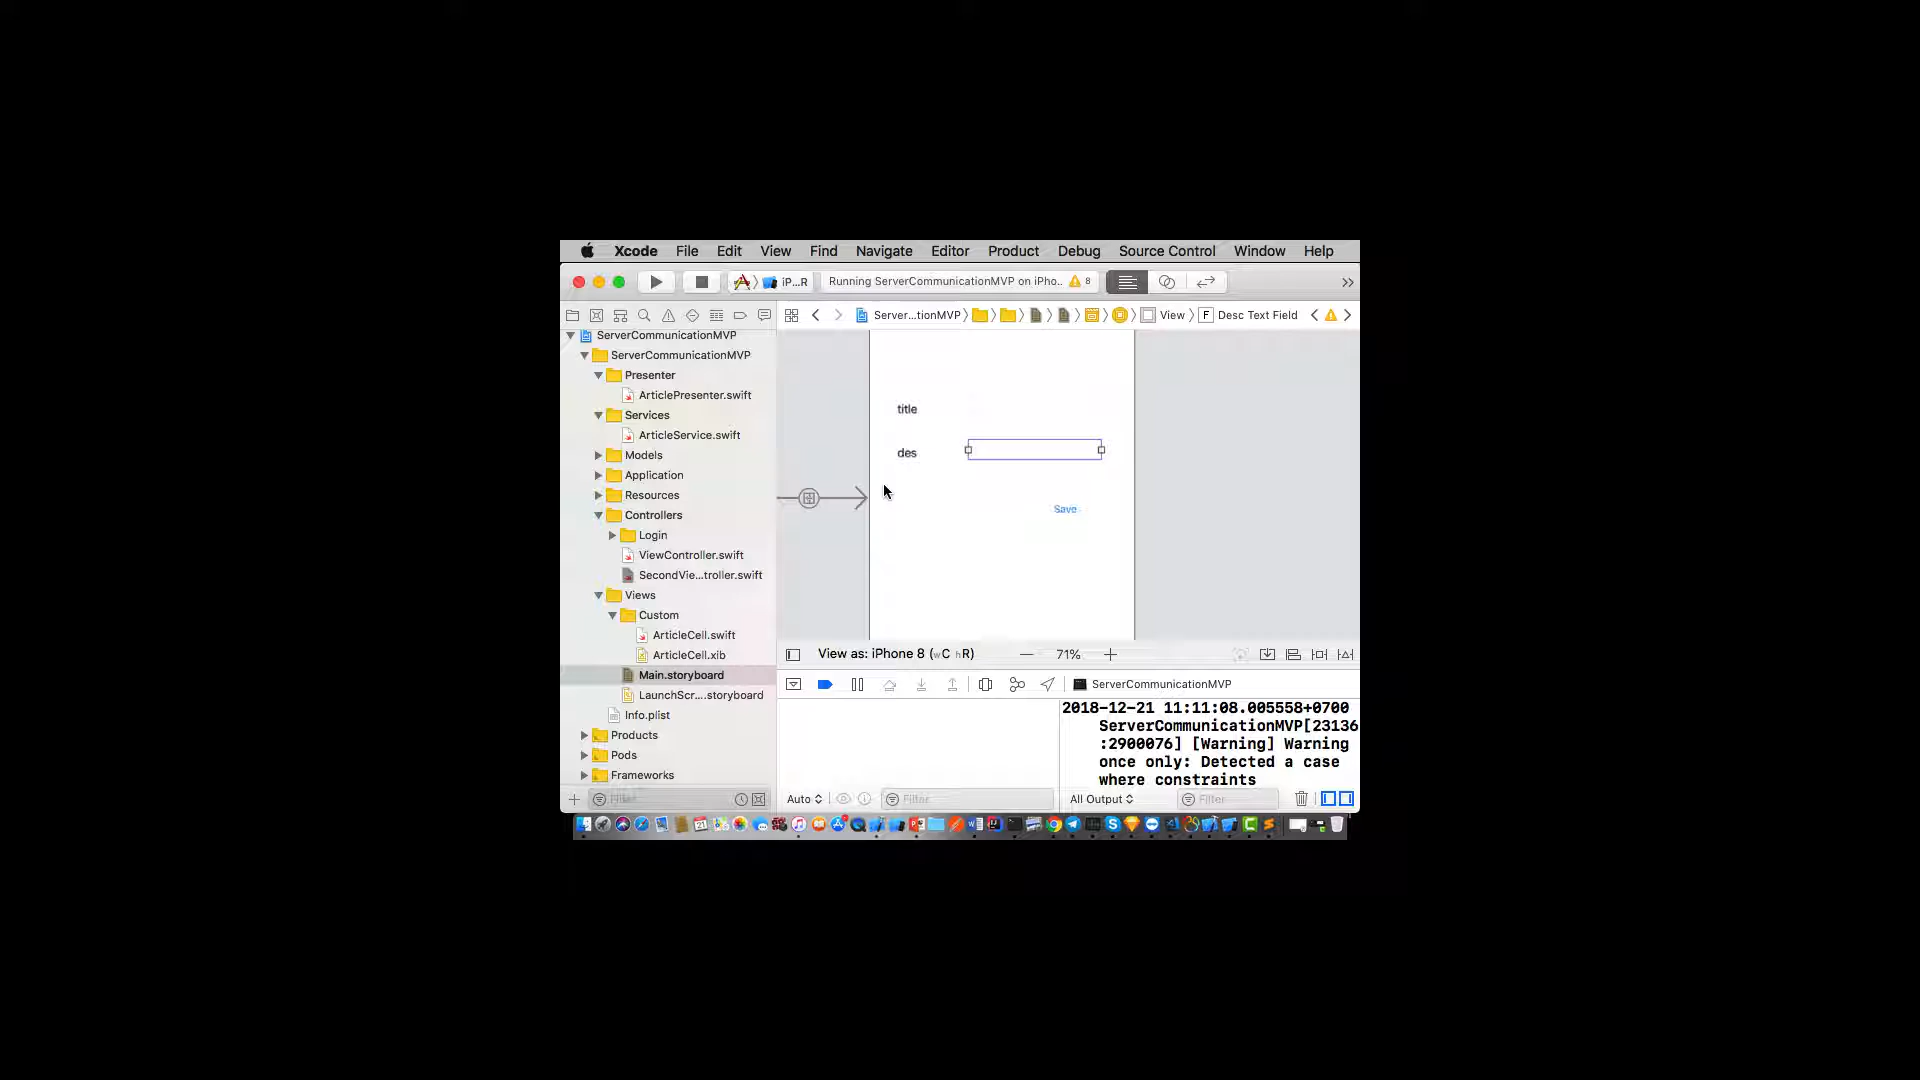 Xcode File Edit View Find Navigate Editor Product Debug Source Control Window Help
iP...R Running ServerCommunicationMVP on iPho... 8
Server...tionMVP View F Desc Text Field
ServerCommunicationMVP
ServerCommunicationMVP
Presenter
ArticlePresenter.swift
Services
ArticleService.swift
Models
Application
Resources
Controllers
Login
ViewController.swift
SecondVie...troller.swift
Views
Custom
ArticleCell.swift
ArticleCell.xib
Main.storyboard
LaunchScr....storyboard
Info.plist
Products
Pods
Frameworks
Filter
title
des
Save
View as: iPhone 8 (wC hR) 71%
ServerCommunicationMVP
2018-12-21 11:11:08.005558+0700
ServerCommunicationMVP[23136
:2900076] [Warning] Warning
once only: Detected a case
where constraints
Auto Filter All Output Filter